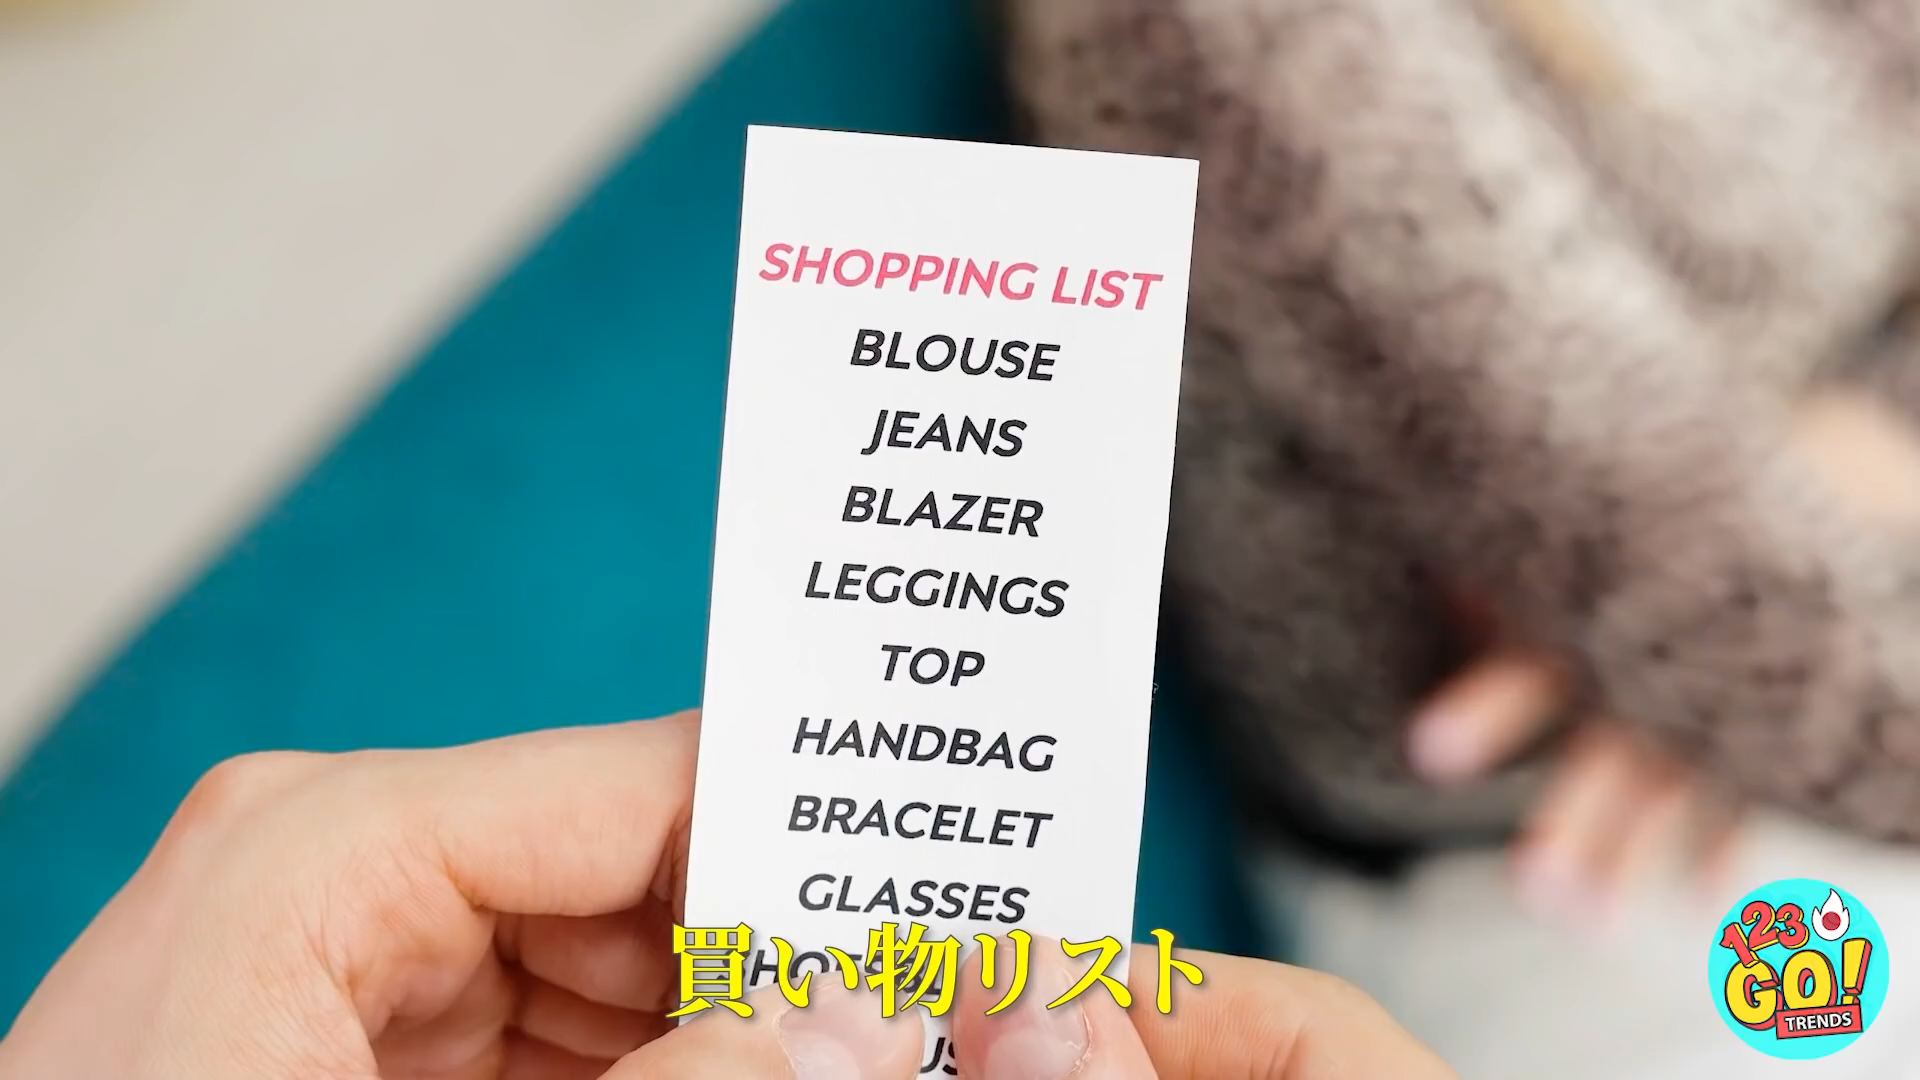 SHOPPING LIST
BLOUSE
JEANS
BLAZER
LEGGINGS
TOP
HANDBAG
BRACELET
GLASSES
買い物リスト
123
GO!
TRENDS